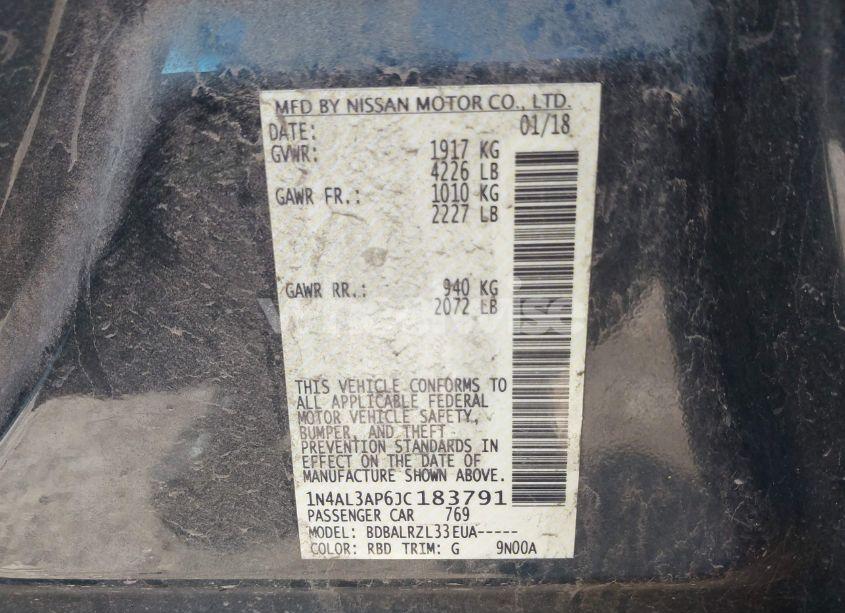 MFD BY NISSAN MOTOR CO., LTD.
DATE: 01/18
GVWR: 1917 KG
4226 LB
GAWR FR.: 1010 KG
2227 LB
GAWR RR.: 940 KG
2072 LB
THIS VEHICLE CONFORMS TO
ALL APPLICABLE FEDERAL
MOTOR VEHICLE SAFETY,
BUMPER, AND THEFT
PREVENTION STANDARDS IN
EFFECT ON THE DATE OF
MANUFACTURE SHOWN ABOVE.
1N4AL3AP6JC183791
PASSENGER CAR 769
MODEL: BDBALRZL33EUA-----
COLOR: RBD TRIM: G 9N00A